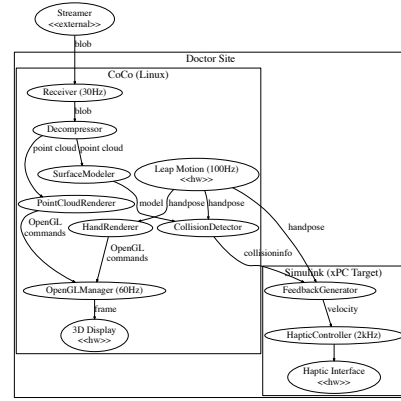 Streamer
<<external>>
blob
Doctor Site
CoCo (Linux)
Receiver (30Hz)
blob
Decompressor
point cloud
point cloud
SurfaceModeler
Leap Motion (100Hz)
<<hw>>
PointCloudRenderer
model
handpose
handpose
handpose
OpenGL
commands
HandRenderer
CollisionDetector
OpenGL
commands
collisioninfo
Simulink (xPC Target)
OpenGLManager (60Hz)
FeedbackGenerator
frame
velocity
3D Display
<<hw>>
HapticController (2kHz)
Haptic Interface
<<hw>>